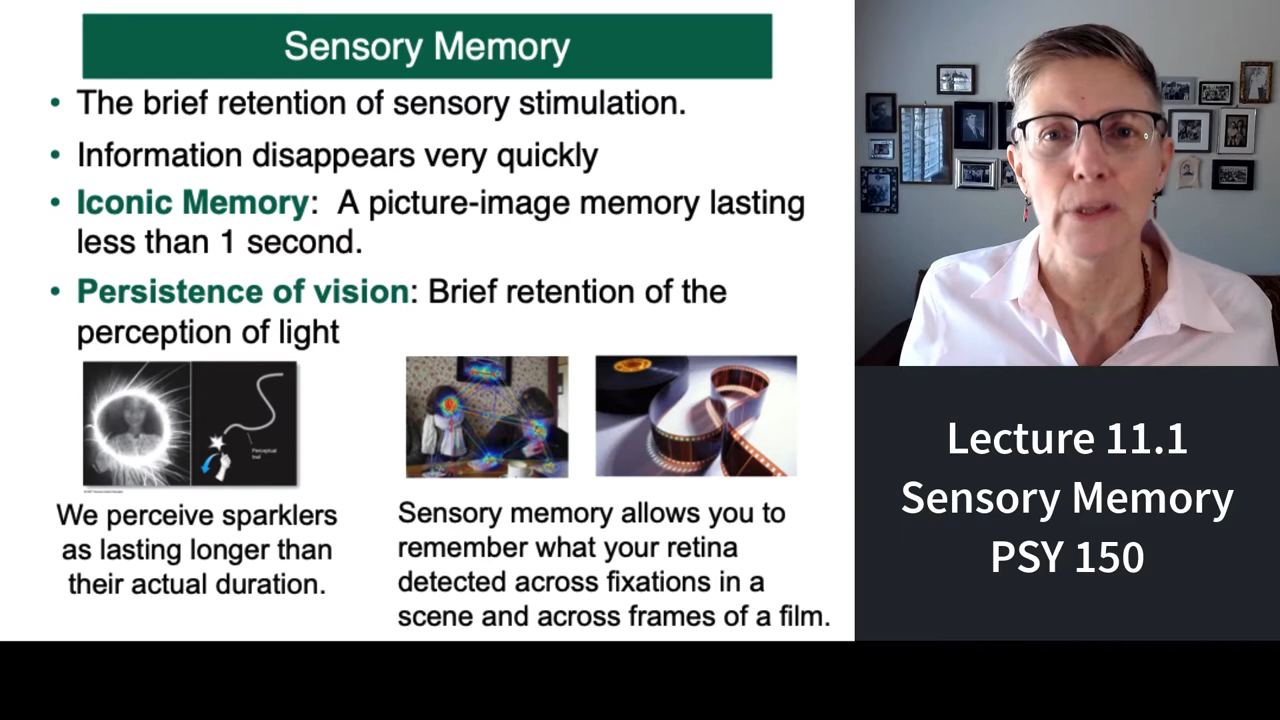 Sensory Memory
• The brief retention of sensory stimulation.
• Information disappears very quickly
• Iconic Memory: A picture-image memory lasting
less than 1 second.
• Persistence of vision: Brief retention of the
perception of light
Perceptual
trail
We perceive sparklers
as lasting longer than
their actual duration.
Sensory memory allows you to
remember what your retina
detected across fixations in a
scene and across frames of a film.
Lecture 11.1
Sensory Memory
PSY 150